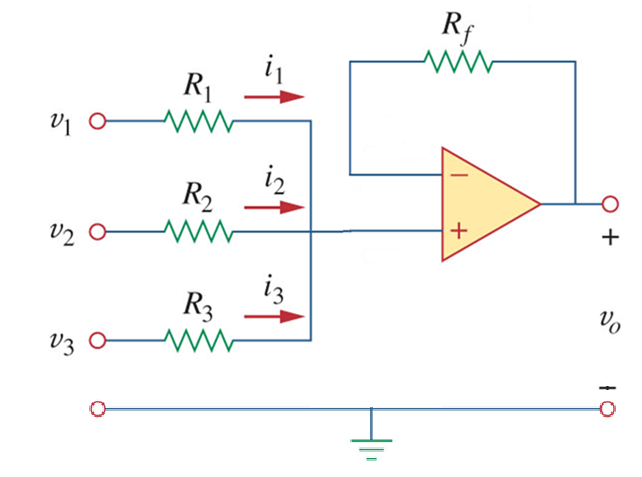 R_f
i_1
R_1
v_1
i_2
R_2
−
v_2
+
+
i_3
R_3
v_o
v_3
−